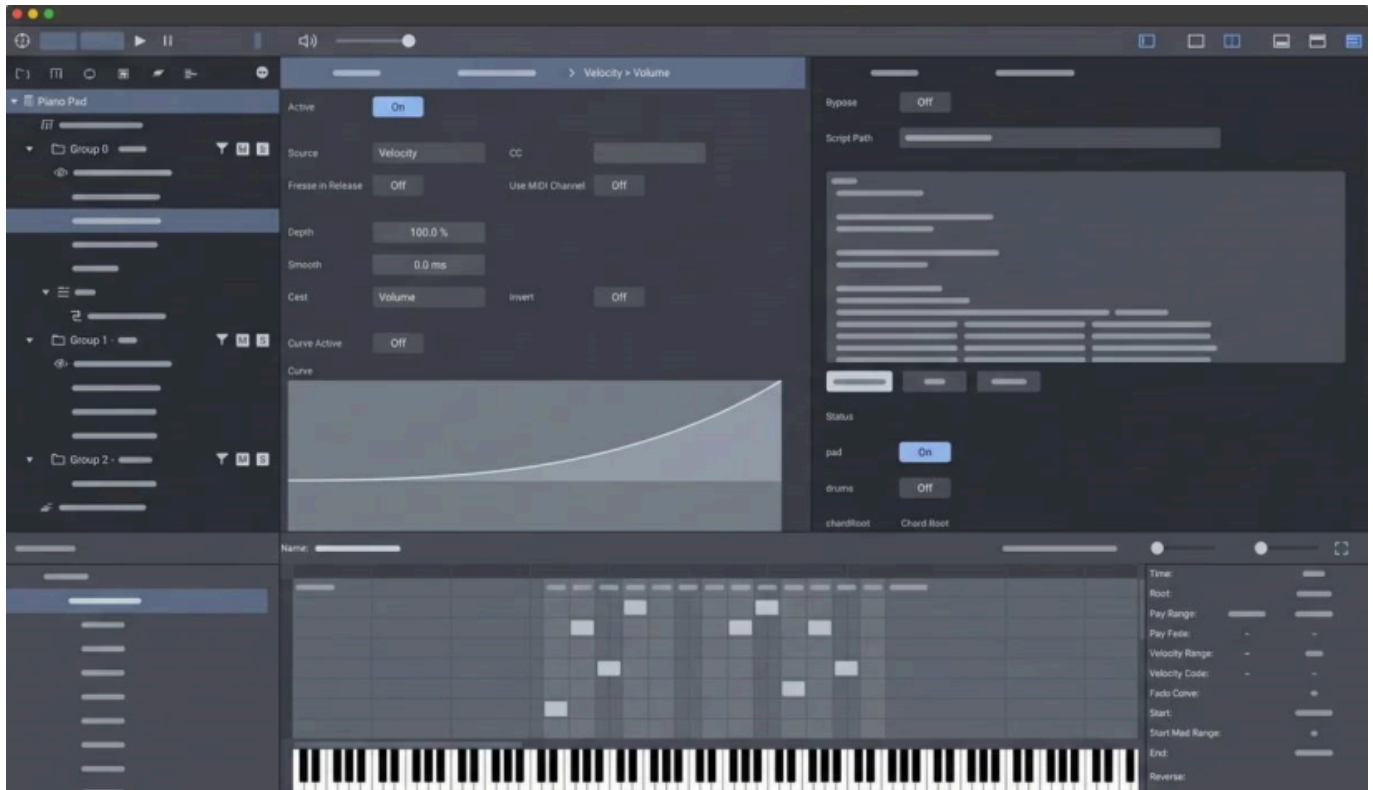 Velocity > Volume
Piano Pad
Group 0
M S
Group 1 -
M S
Group 2 -
M S
Active On
Source Velocity CC
Fresse in Release Off Use MIDI Channel Off
Depth 100.0 %
Smooth 0.0 ms
Cest Volume Invert Off
Curve Active Off
Curve
Bypose Off
Script Path
Status
pad On
drums Off
chordRoot Chord Root
Name:
Time:
Root:
Pay Range:
Pay Fede:
Velocity Range:
Velocity Code:
Fado Conve:
Start:
Start Mad Range:
End:
Reverse: